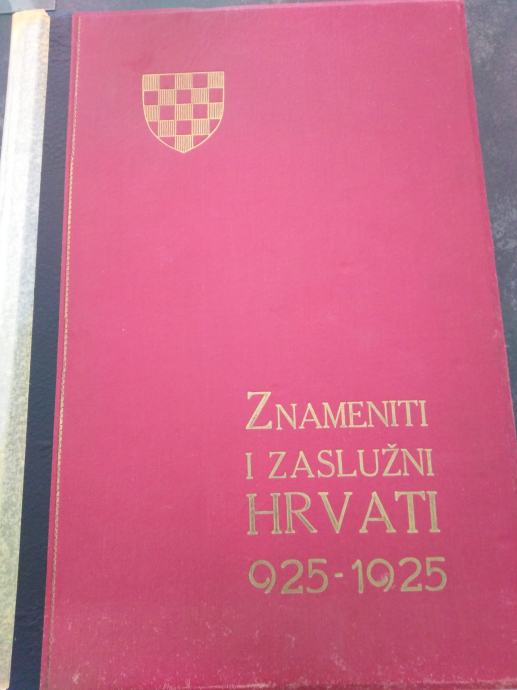 ZNAMENITI
I ZASLUŽNI
HRVATI
925-1925